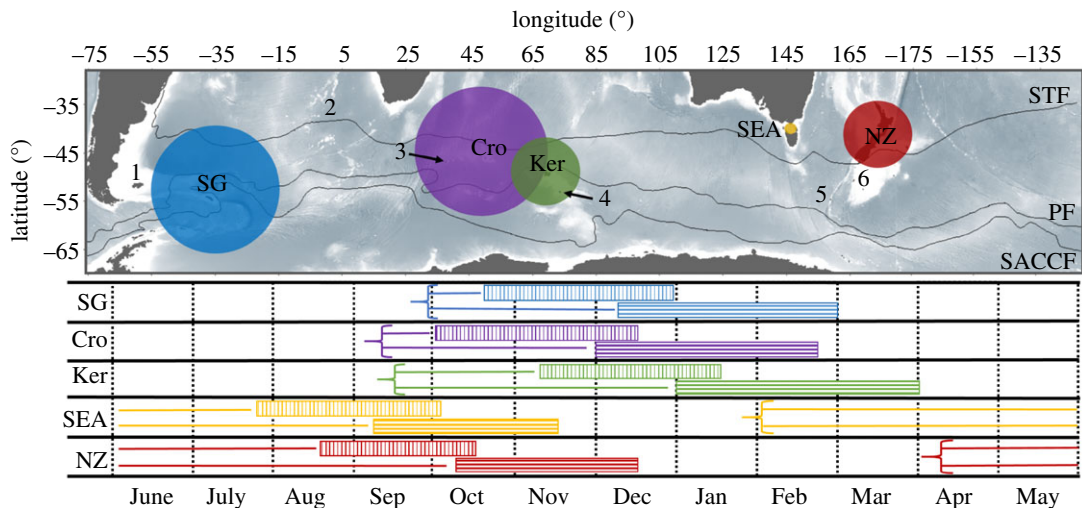 longitude (°)
−75 −55 −35 −15 5 25 45 65 85 105 125 145 165 −175 −155 −135
latitude (°)
−35
−45
−55
−65
STF
PF
SACCF
1
SG
2
3
Cro
Ker
4
SEA
5
6
NZ
SG
Cro
Ker
SEA
NZ
June July Aug Sep Oct Nov Dec Jan Feb Mar Apr May